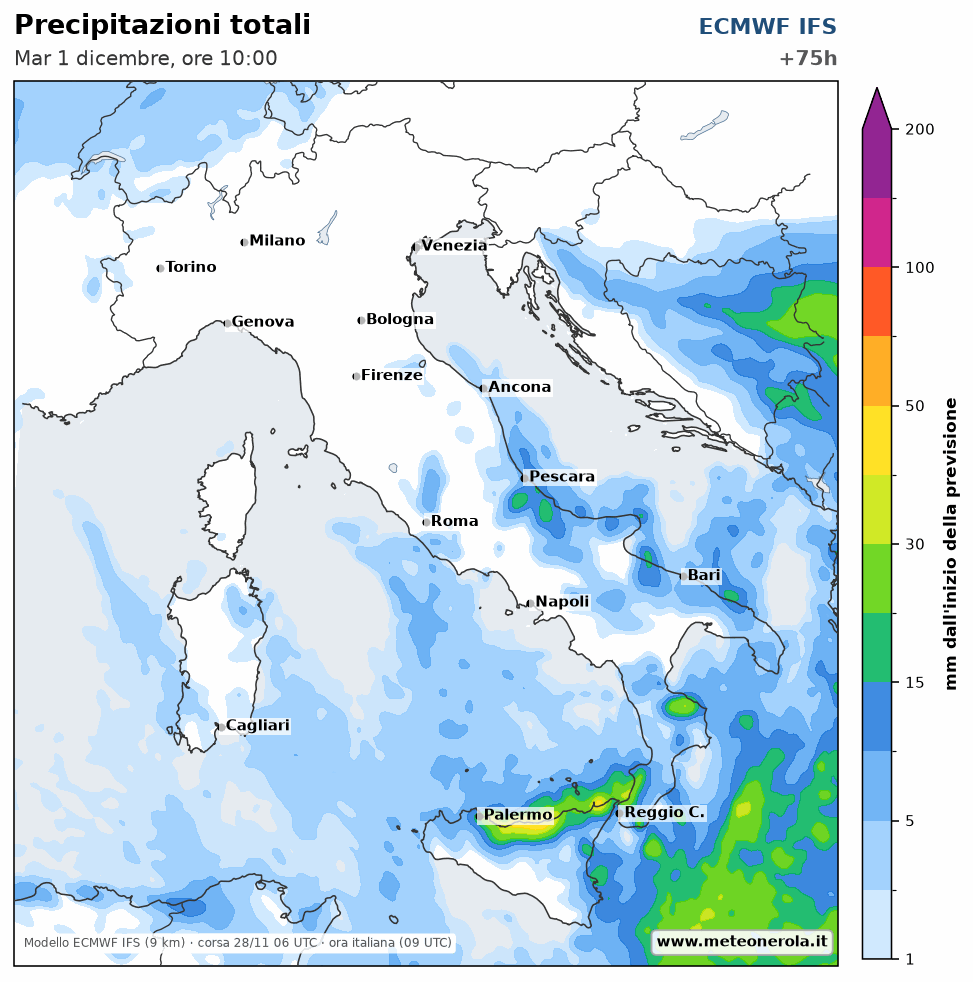 Precipitazioni totali
ECMWF IFS
Mar 1 dicembre, ore 10:00
+75h
200
100
50
30
15
5
1
mm dall'inizio della previsione
Milano
Venezia
Torino
Genova
Bologna
Firenze
Ancona
Pescara
Roma
Bari
Napoli
Cagliari
Palermo
Reggio C.
Modello ECMWF IFS (9 km) · corsa 28/11 06 UTC · ora italiana (09 UTC)
www.meteonerola.it